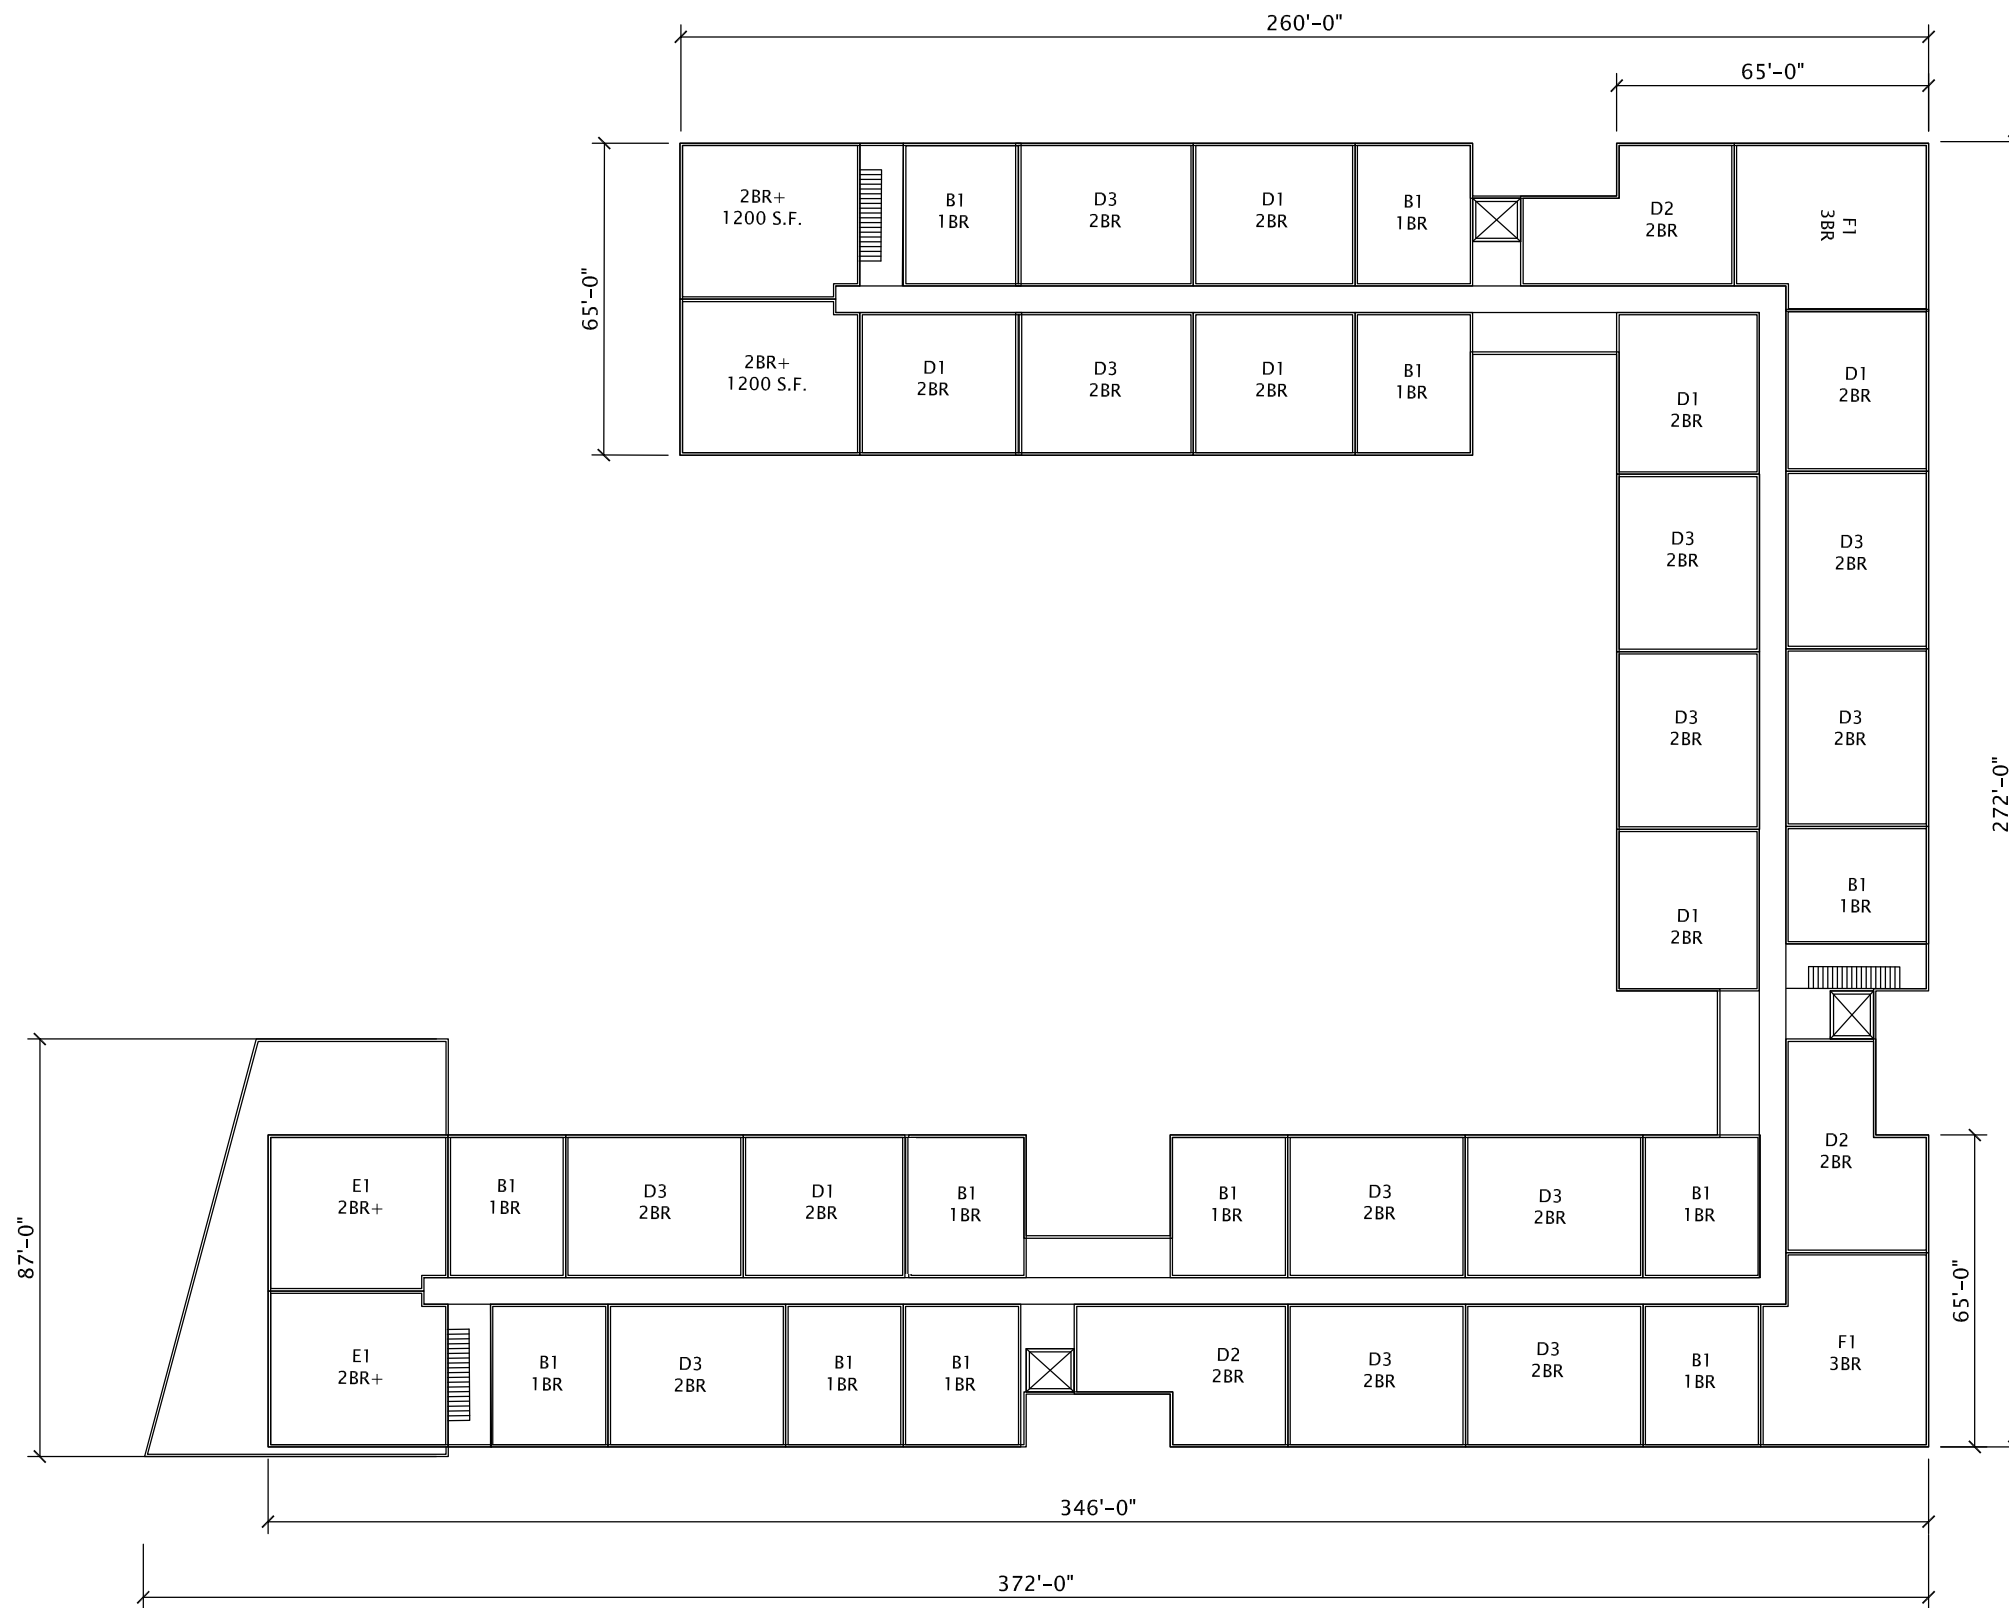 260'-0"
65'-0"
2BR+
1200 S.F.
B1
1BR
D3
2BR
D1
2BR
B1
1BR
D2
2BR
F1
3BR
65'-0"
2BR+
1200 S.F.
D1
2BR
D3
2BR
D1
2BR
B1
1BR
D1
2BR
D1
2BR
D3
2BR
D3
2BR
D3
2BR
D3
2BR
272'-0"
D1
2BR
B1
1BR
87'-0"
E1
2BR+
B1
1BR
D3
2BR
D1
2BR
B1
1BR
B1
1BR
D3
2BR
D3
2BR
B1
1BR
D2
2BR
65'-0"
E1
2BR+
B1
1BR
D3
2BR
B1
1BR
B1
1BR
D2
2BR
D3
2BR
D3
2BR
B1
1BR
F1
3BR
346'-0"
372'-0"